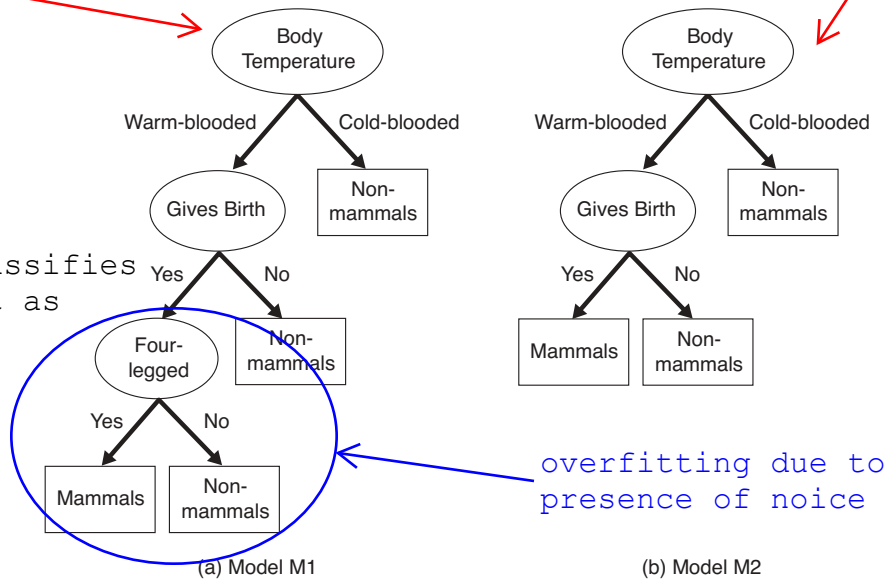 Body
Temperature
Warm-blooded
Cold-blooded
Gives Birth
Non-
mammals
Yes
No
Four-
legged
Non-
mammals
Yes
No
Mammals
Non-
mammals
(a) Model M1
as
Body
Temperature
Warm-blooded
Cold-blooded
Gives Birth
Non-
mammals
Yes
No
Mammals
Non-
mammals
overfitting due to
presence of noice
(b) Model M2